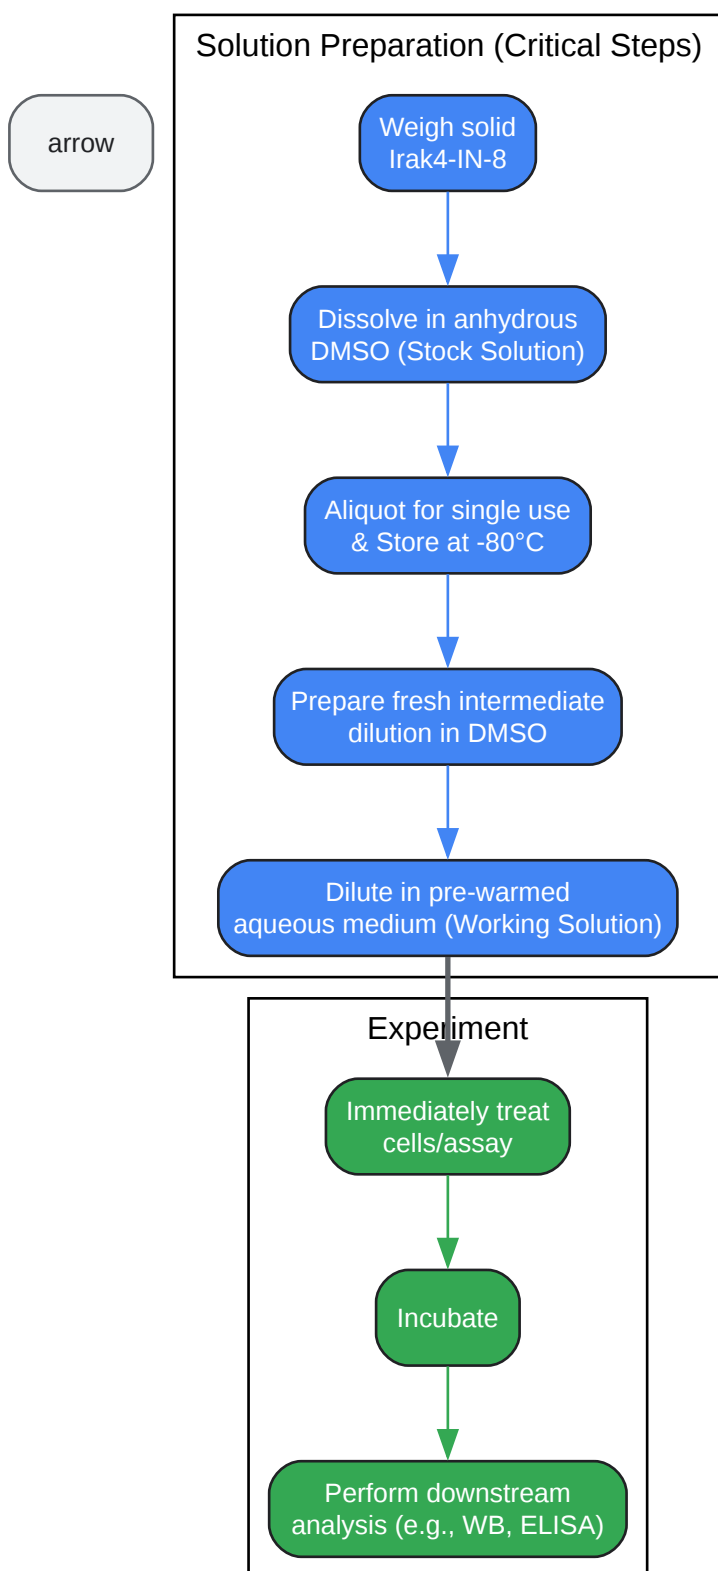 Solution Preparation (Critical Steps)
arrow
Weigh solid
Irak4-IN-8
Dissolve in anhydrous
DMSO (Stock Solution)
Aliquot for single use
& Store at -80°C
Prepare fresh intermediate
dilution in DMSO
Dilute in pre-warmed
aqueous medium (Working Solution)
Experiment
Immediately treat
cells/assay
Incubate
Perform downstream
analysis (e.g., WB, ELISA)